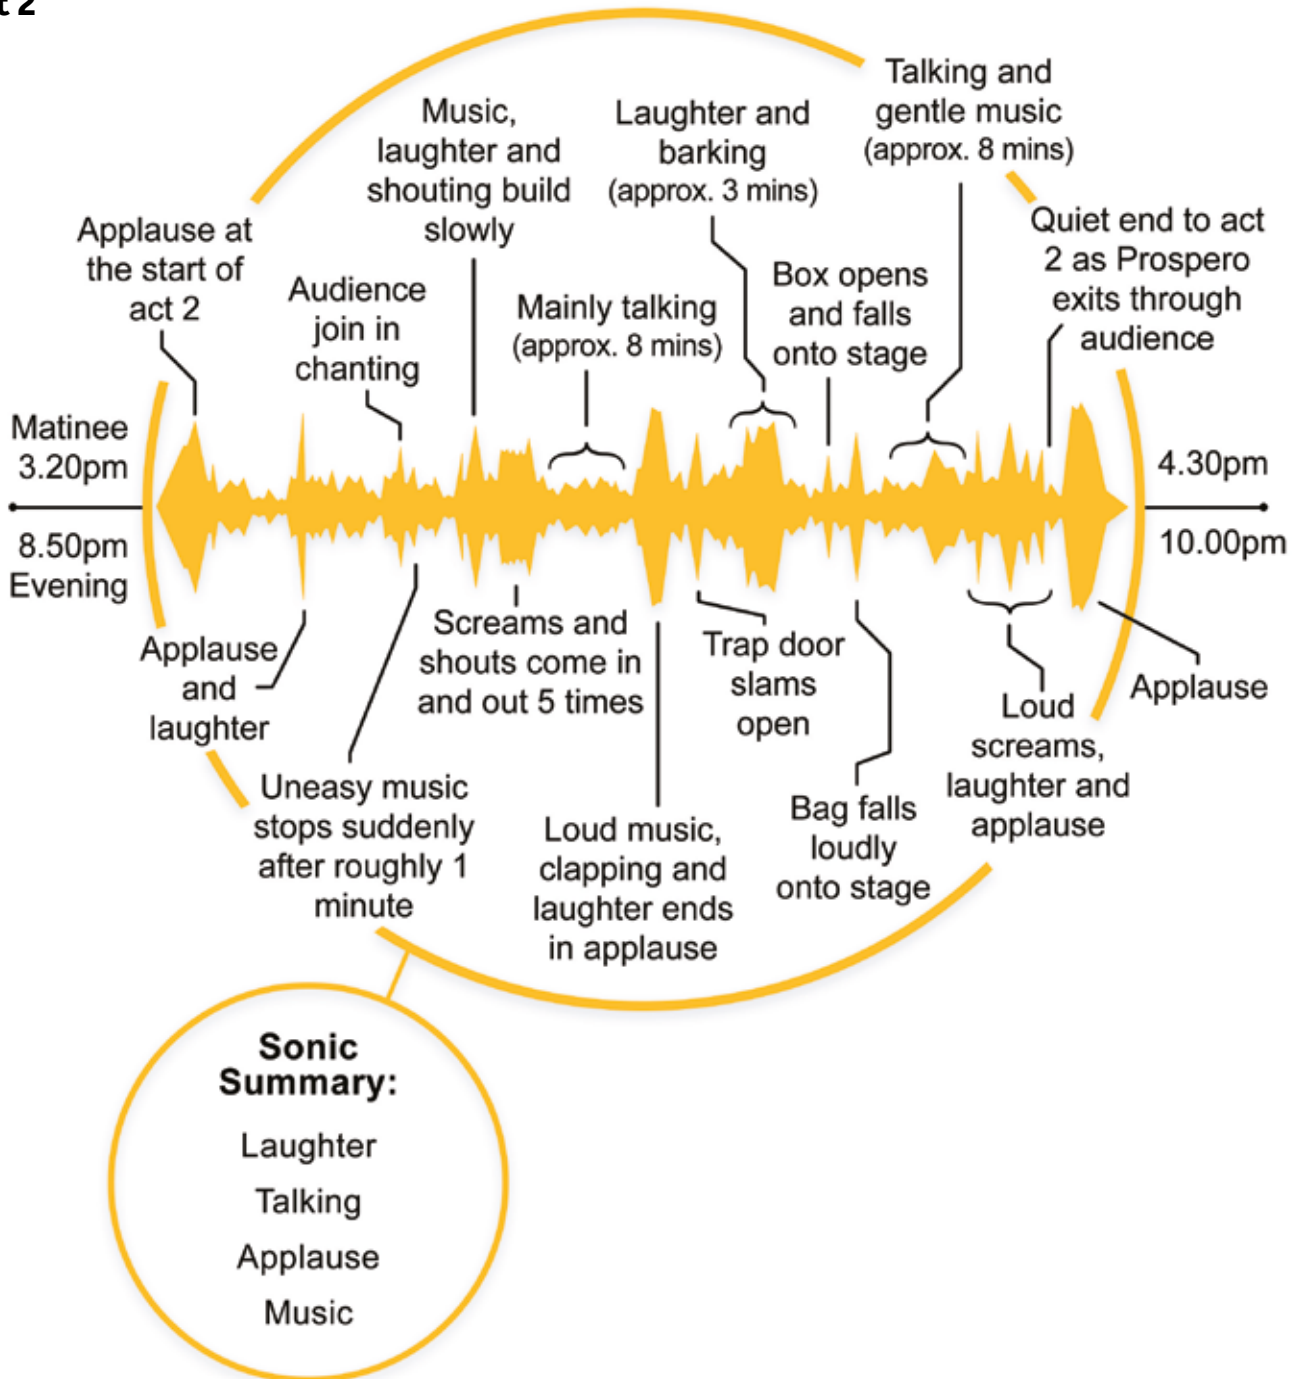 t 2
Talking and
gentle music
(approx. 8 mins)
Music,
laughter and
shouting build
slowly
Laughter and
barking
(approx. 3 mins)
Applause at
the start of
act 2
Quiet end to act
2 as Prospero
exits through
audience
Audience
join in
chanting
Mainly talking
(approx. 8 mins)
Box opens
and falls
onto stage
Matinee
3.20pm
8.50pm
Evening
4.30pm
10.00pm
Applause
and
laughter
Screams and
shouts come in
and out 5 times
Trap door
slams
open
Applause
Loud
screams,
laughter and
applause
Uneasy music
stops suddenly
after roughly 1
minute
Loud music,
clapping and
laughter ends
in applause
Bag falls
loudly
onto stage
Sonic
Summary:
Laughter
Talking
Applause
Music